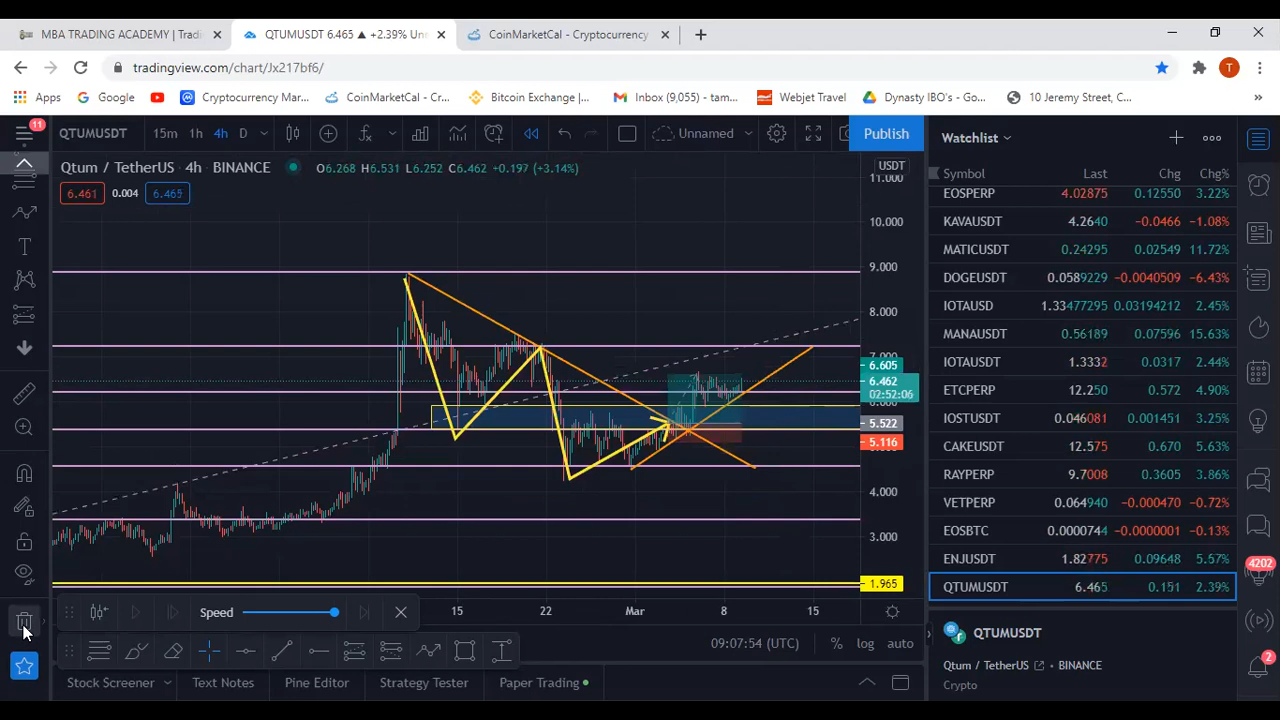 MBA TRADING ACADEMY | Tradi
QTUMUSDT 6.465 ▲ +2.39% Unn
CoinMarketCal - Cryptocurrency
tradingview.com/chart/Jx217bf6/
T
Apps
Google
Cryptocurrency Mar...
CoinMarketCal - Cr...
Bitcoin Exchange |...
Inbox (9,055) - tam...
Webjet Travel
Dynasty IBO's - Go...
10 Jeremy Street, C...
»
11
QTUMUSDT
15m 1h 4h D
Unnamed
Publish
Watchlist
Qtum / TetherUS · 4h · BINANCE
O6.268 H6.531 L6.252 C6.462 +0.197 (+3.14%)
USDT
6.461 0.004 6.465
Symbol Last Chg Chg%
EOSPERP 4.02875 0.12550 3.22%
KAVAUSDT 4.2640 -0.0466 -1.08%
MATICUSDT 0.24295 0.02549 11.72%
DOGEUSDT 0.0589229 -0.0040509 -6.43%
IOTAUSD 1.33477295 0.03194212 2.45%
MANAUSDT 0.56189 0.07596 15.63%
IOTAUSDT 1.3332 0.0317 2.44%
ETCPERP 12.250 0.572 4.90%
IOSTUSDT 0.046081 0.001451 3.25%
CAKEUSDT 12.575 0.670 5.63%
RAYPERP 9.7008 0.3605 3.86%
VETPERP 0.064940 -0.000470 -0.72%
EOSBTC 0.0000744 -0.0000001 -0.13%
ENJUSDT 1.82775 0.09648 5.57%
QTUMUSDT 6.465 0.151 2.39%
11.000
10.000
9.000
8.000
7.000
6.605
6.462
02:52:06
6.000
5.522
5.116
4.000
3.000
1.965
4202
2
Speed
15 22 Mar 8 15
09:07:54 (UTC)
% log auto
QTUMUSDT
Qtum / TetherUS · BINANCE
Crypto
Stock Screener
Text Notes
Pine Editor
Strategy Tester
Paper Trading